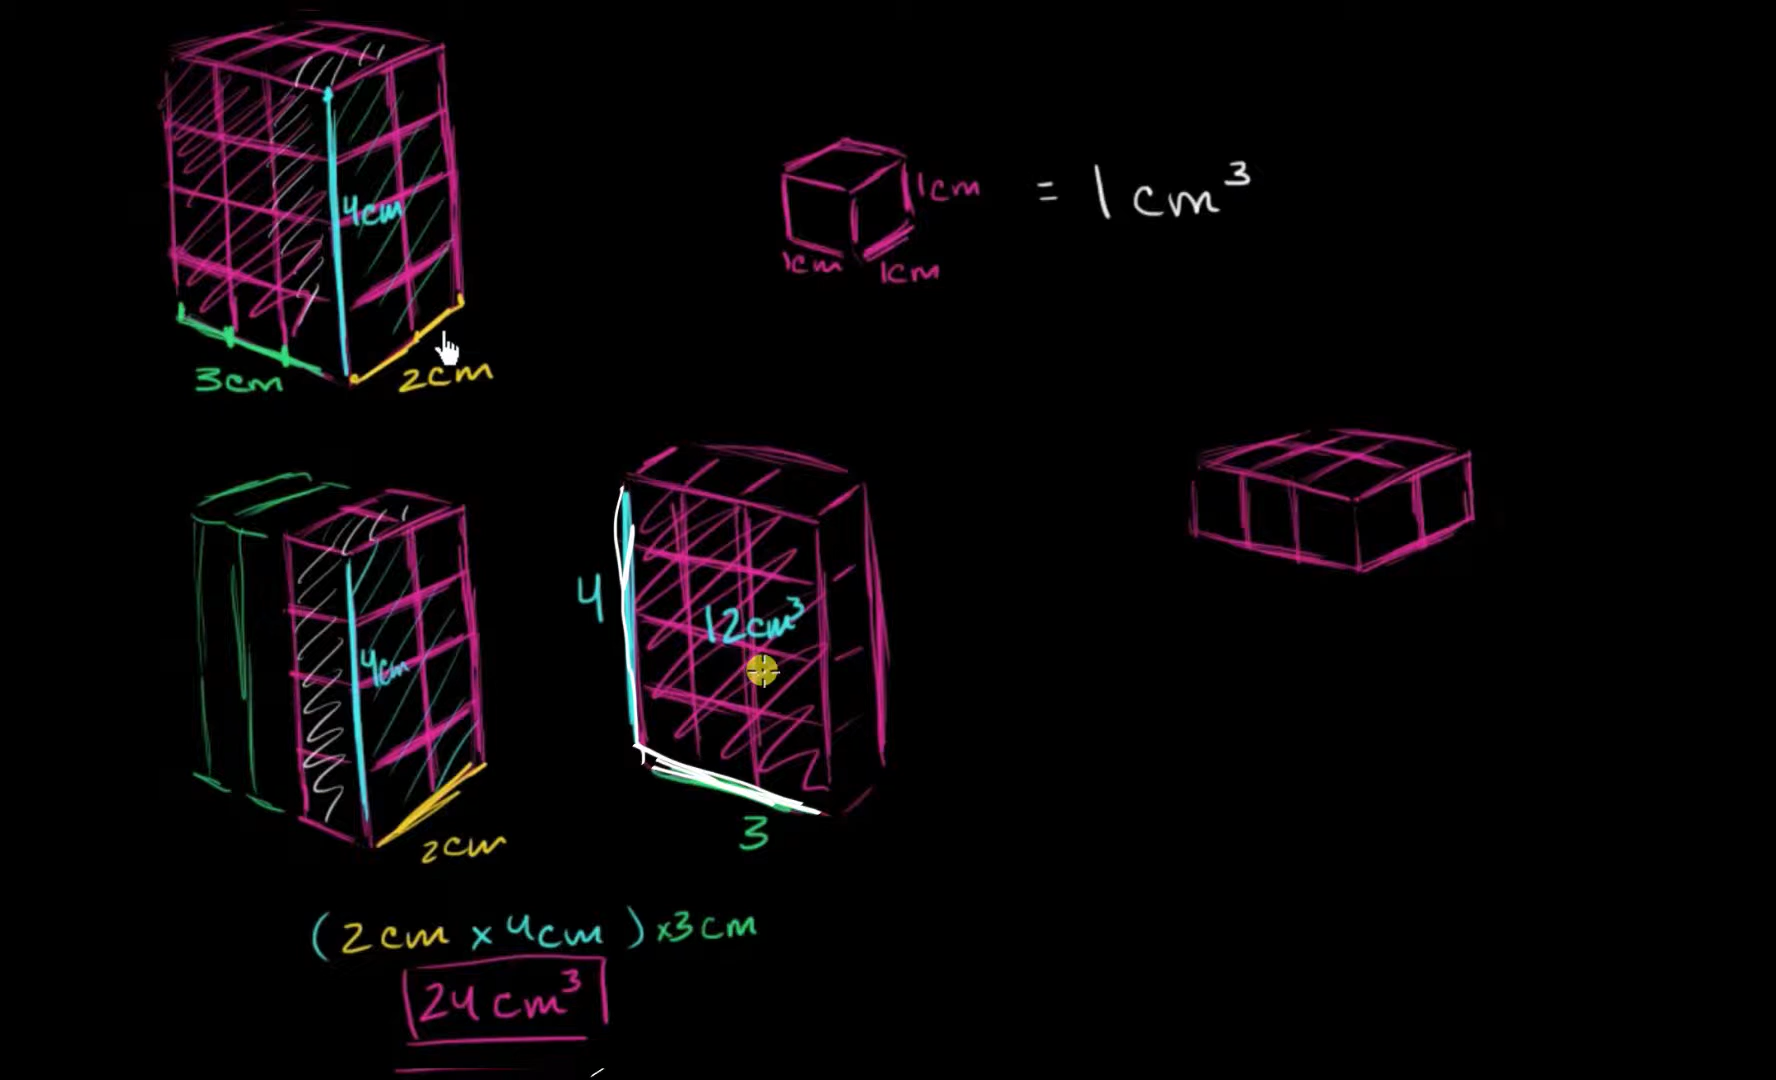 4cm
3cm
2cm
1cm
1cm
1cm
= 1 cm³
4cm
2cm
4
12cm³
3
(2cm x 4cm) x3cm
24 cm³